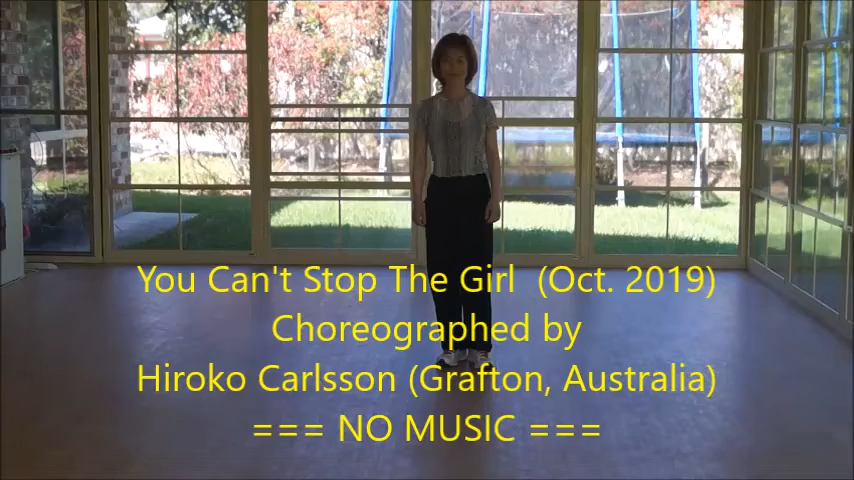 You Can't Stop The Girl  (Oct. 2019)
Choreographed by
Hiroko Carlsson (Grafton, Australia)
=== NO MUSIC ===